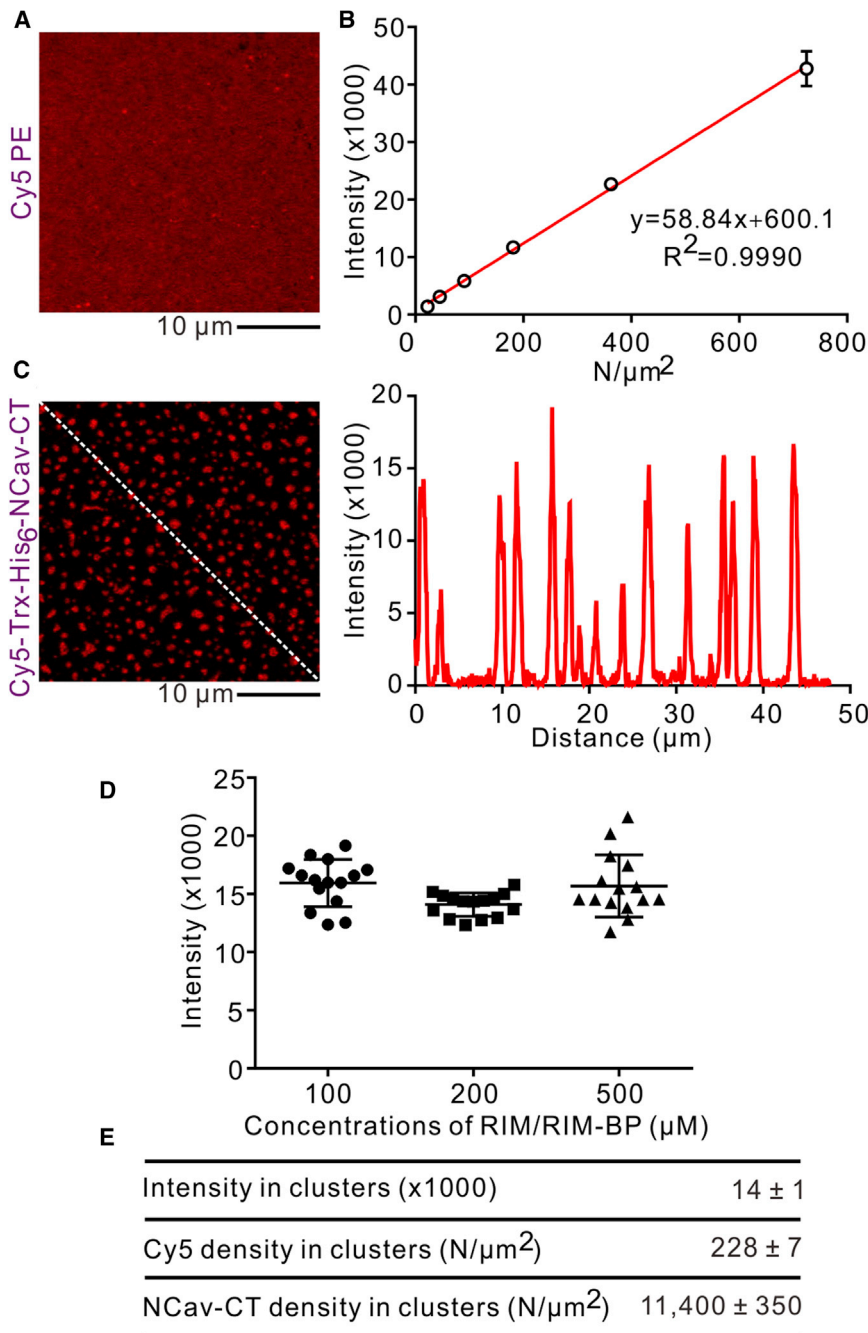 A
Cy5 PE
10 µm
B
Intensity (x1000)
50
40
30
20
10
0
y=58.84x+600.1
R²=0.9990
0 200 400 600 800
N/µm²
C
Cy5-Trx-His₆-NCav-CT
10 µm
Intensity (x1000)
20
15
10
5
0
0 10 20 30 40 50
Distance (µm)
D
Intensity (x1000)
25
20
15
10
5
0
100 200 500
Concentrations of RIM/RIM-BP (µM)
E
Intensity in clusters (x1000) 14 ± 1
Cy5 density in clusters (N/µm²) 228 ± 7
NCav-CT density in clusters (N/µm²) 11,400 ± 350